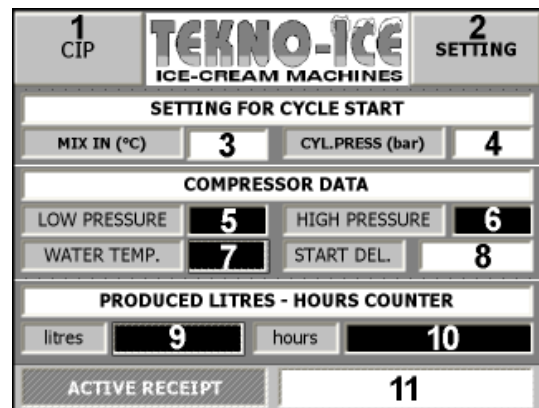 1
CIP
TEKNO-ICE
ICE-CREAM MACHINES
2
SETTING
SETTING FOR CYCLE START
MIX IN (°C) 3 CYL.PRESS (bar) 4
COMPRESSOR DATA
LOW PRESSURE 5 HIGH PRESSURE 6
WATER TEMP. 7 START DEL. 8
PRODUCED LITRES - HOURS COUNTER
litres 9 hours 10
ACTIVE RECEIPT 11